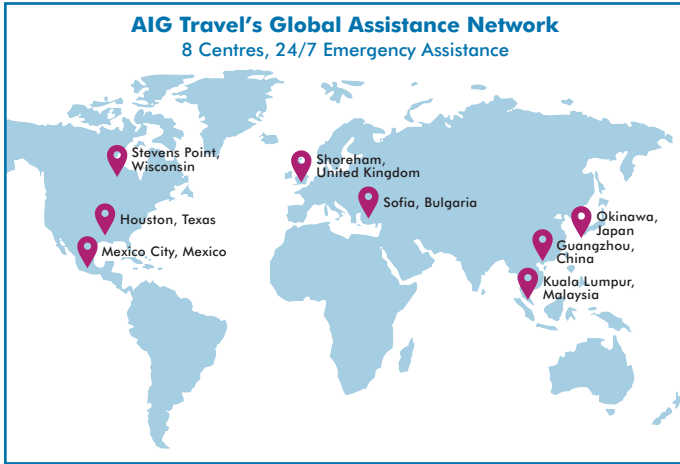 AIG Travel's Global Assistance Network
8 Centres, 24/7 Emergency Assistance
Stevens Point,
Wisconsin
Shoreham,
United Kingdom
Sofia, Bulgaria
Houston, Texas
Okinawa,
Japan
Mexico City, Mexico
Guangzhou,
China
Kuala Lumpur,
Malaysia